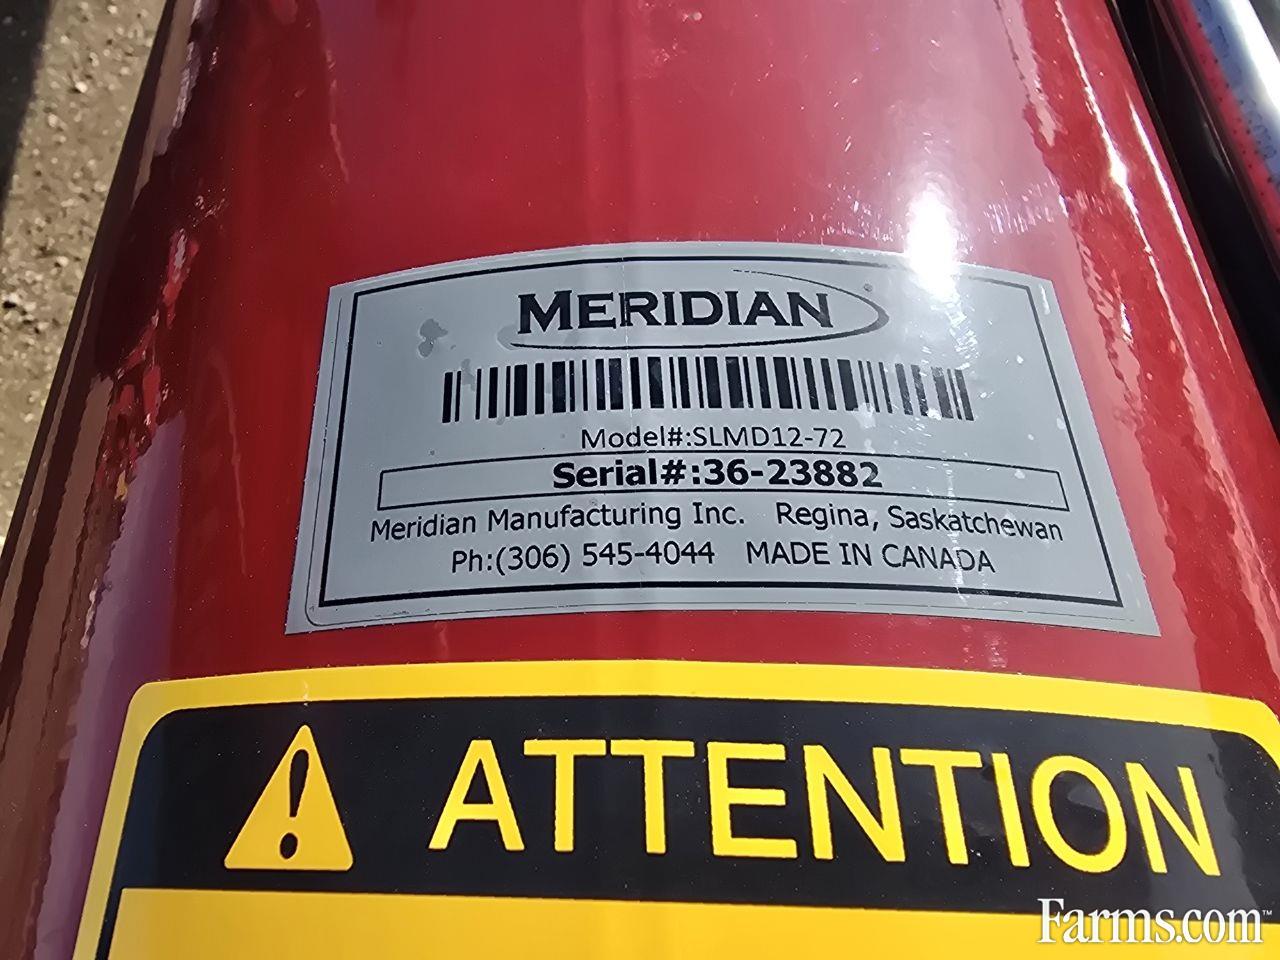 MERIDIAN
Model#:SLMD12-72
Serial#:36-23882
Meridian Manufacturing Inc. Regina, Saskatchewan
Ph:(306) 545-4044 MADE IN CANADA
ATTENTION
Farms.com™